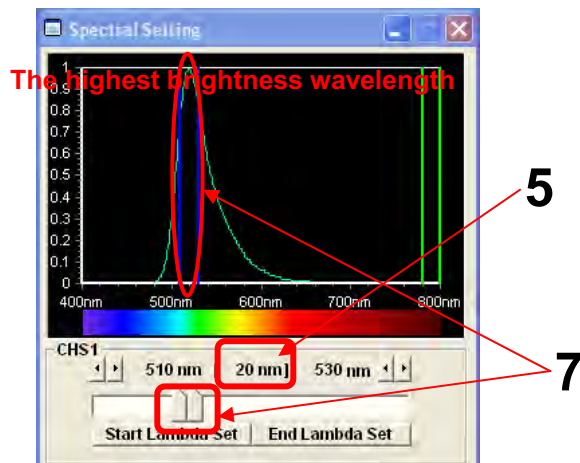 Spectral Setting
The highest brightness wavelength
1
0.9
0.8
0.7
0.6
0.5
0.4
0.3
0.2
0.1
0
400nm 500nm 600nm 700nm 800nm
5
CHS1
510 nm 20 nm] 530 nm
7
Start Lambda Set End Lambda Set